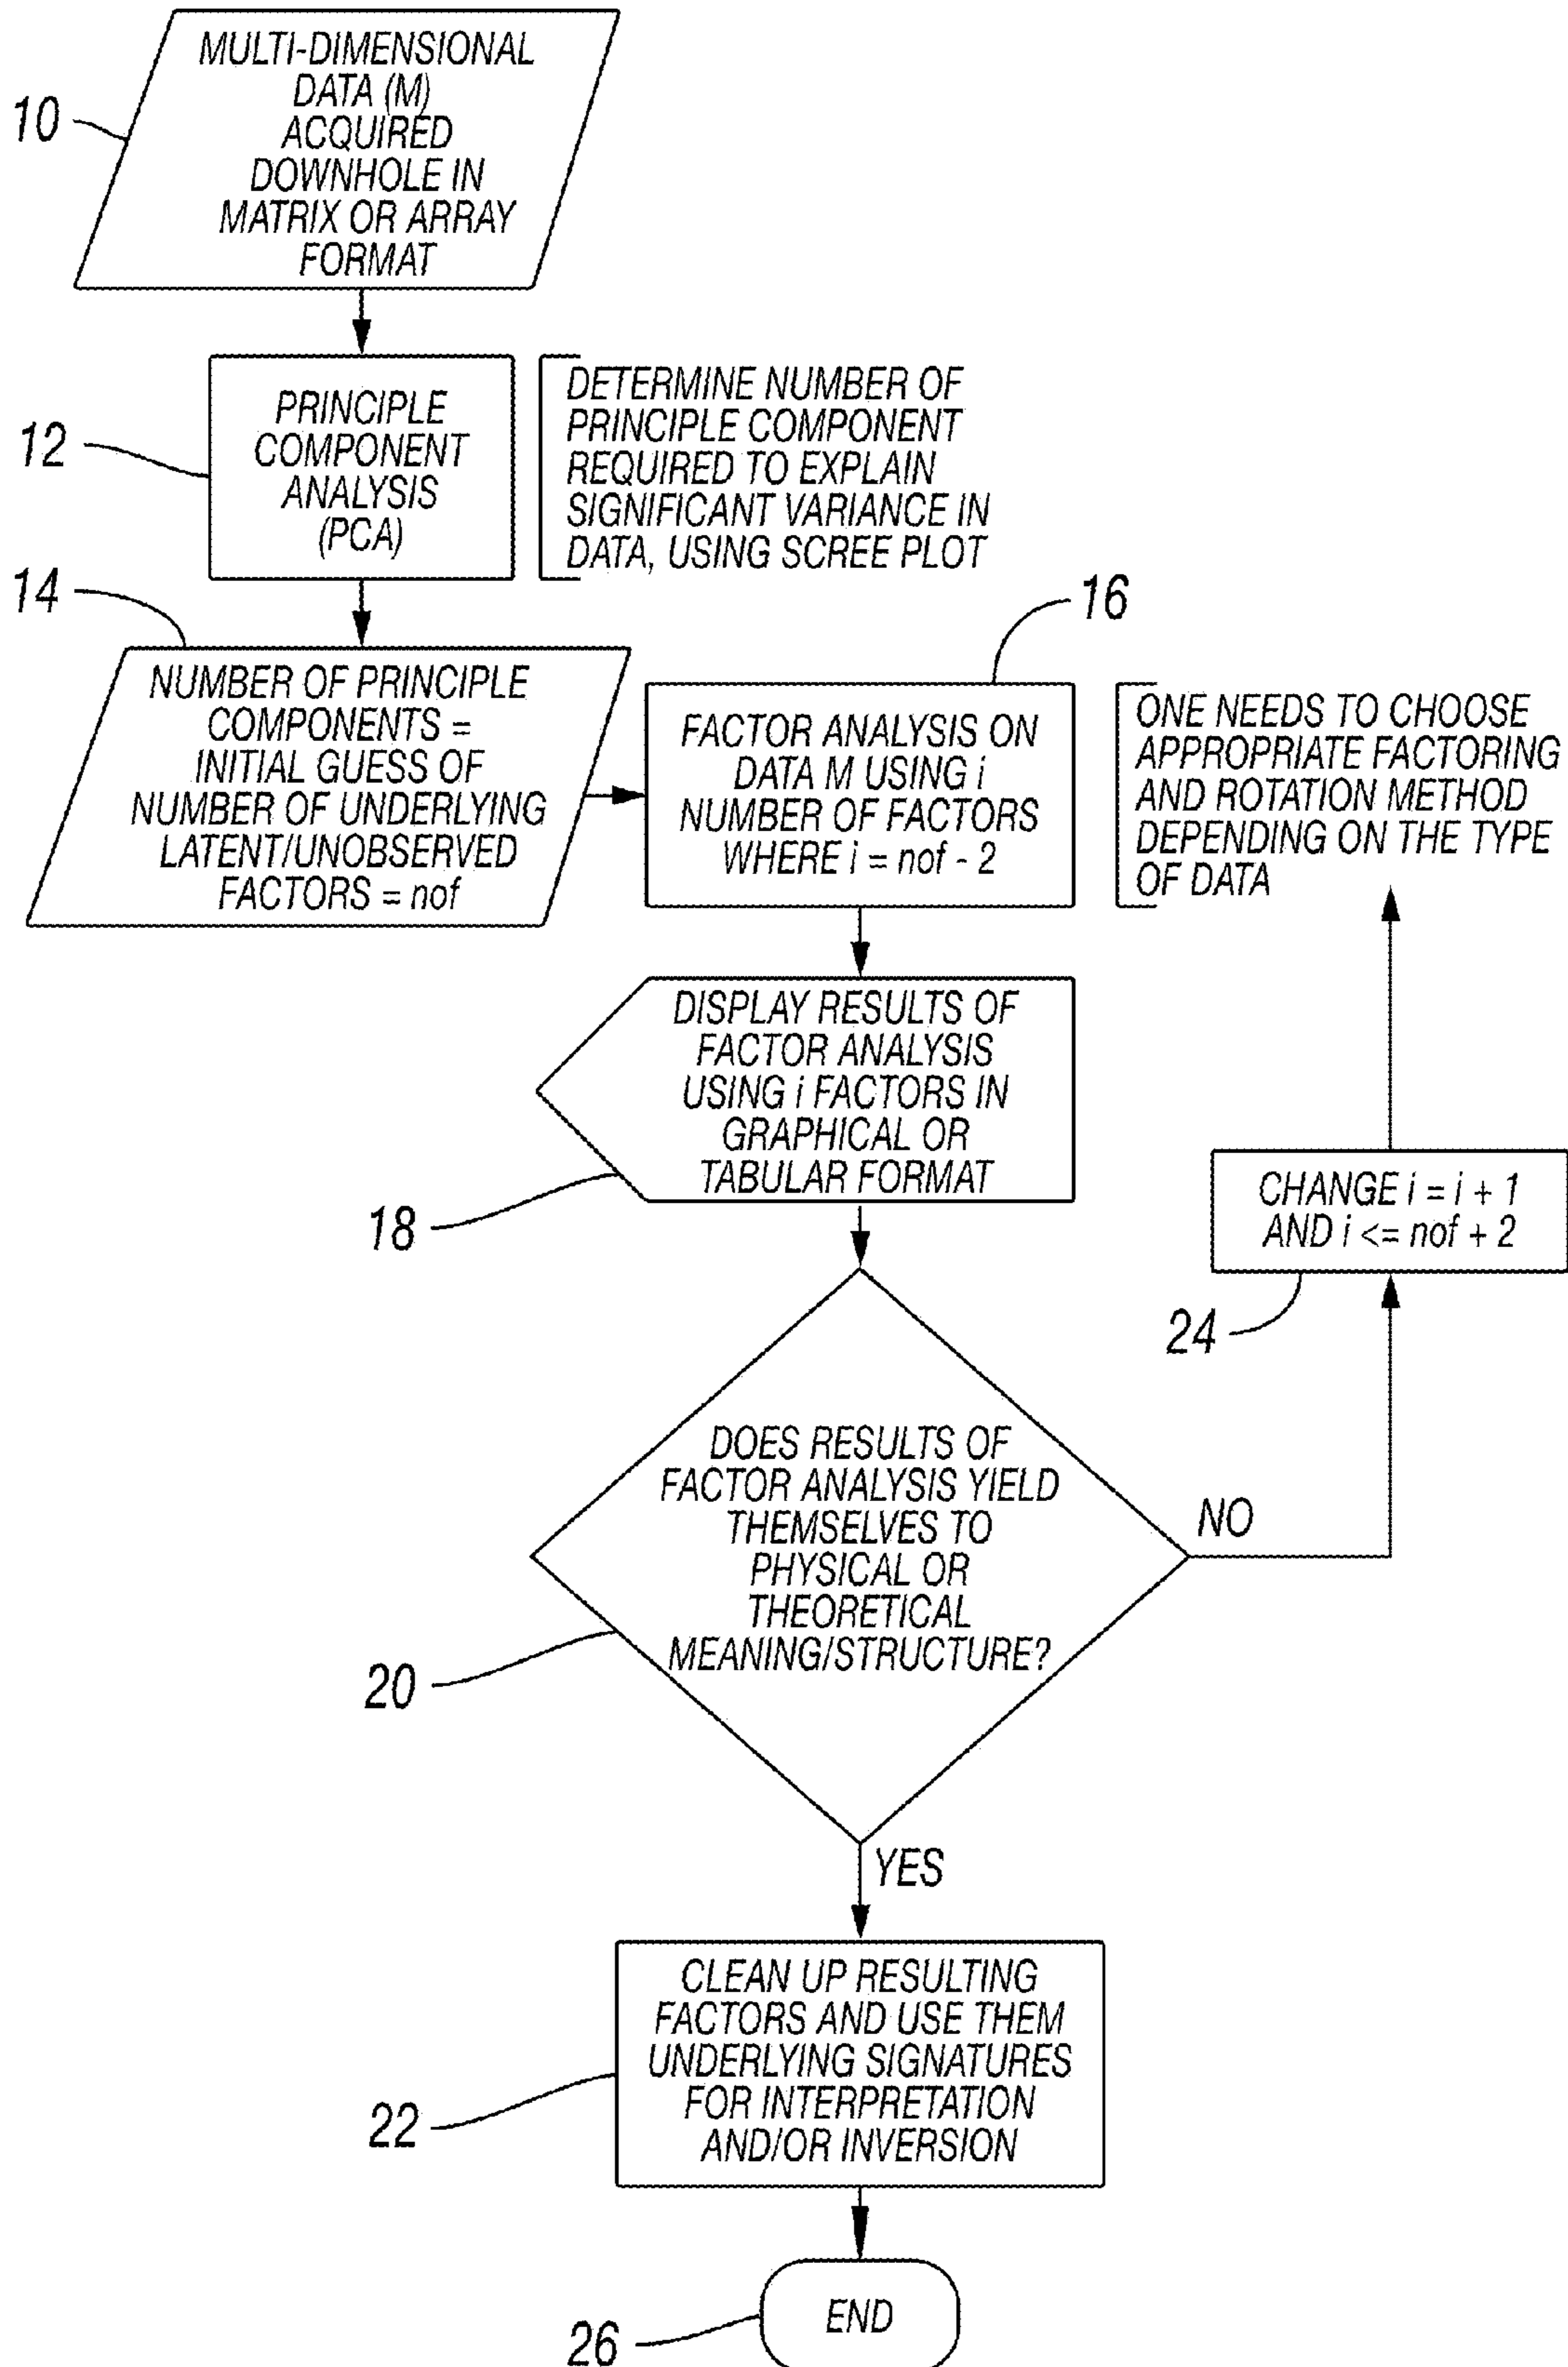 10
MULTI-DIMENSIONAL
DATA (M)
ACQUIRED
DOWNHOLE IN
MATRIX OR ARRAY
FORMAT
12
PRINCIPLE
COMPONENT
ANALYSIS
(PCA)
DETERMINE NUMBER OF
PRINCIPLE COMPONENT
REQUIRED TO EXPLAIN
SIGNIFICANT VARIANCE IN
DATA, USING SCREE PLOT
14
NUMBER OF PRINCIPLE
COMPONENTS =
INITIAL GUESS OF
NUMBER OF UNDERLYING
LATENT/UNOBSERVED
FACTORS = nof
16
FACTOR ANALYSIS ON
DATA M USING i
NUMBER OF FACTORS
WHERE i = nof - 2
ONE NEEDS TO CHOOSE
APPROPRIATE FACTORING
AND ROTATION METHOD
DEPENDING ON THE TYPE
OF DATA
DISPLAY RESULTS OF
FACTOR ANALYSIS
USING i FACTORS IN
GRAPHICAL OR
TABULAR FORMAT
18
CHANGE i = i + 1
AND i <= nof + 2
24
DOES RESULTS OF
FACTOR ANALYSIS YIELD
THEMSELVES TO
PHYSICAL OR
THEORETICAL
MEANING/STRUCTURE?
NO
20
YES
CLEAN UP RESULTING
FACTORS AND USE THEM
UNDERLYING SIGNATURES
FOR INTERPRETATION
AND/OR INVERSION
22
END
26